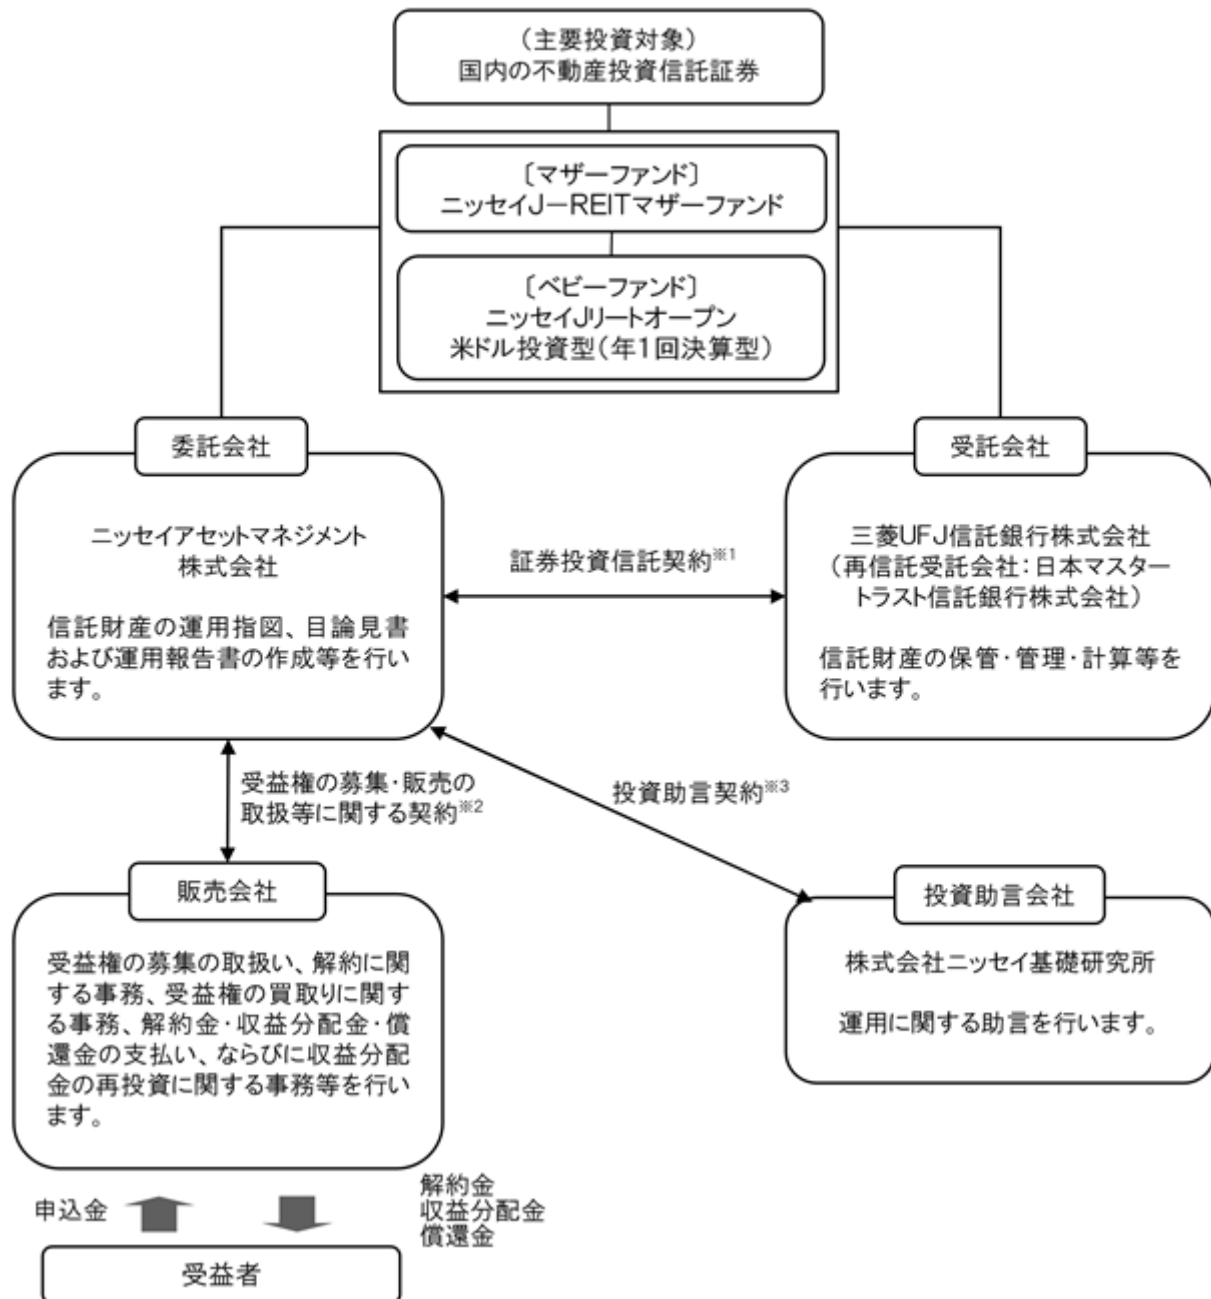 （主要投資対象）
国内の不動産投資信託証券
〔マザーファンド〕
ニッセイJ－REITマザーファンド
〔ベビーファンド〕
ニッセイJリートオープン
米ドル投資型（年1回決算型）
委託会社
ニッセイアセットマネジメント
株式会社
信託財産の運用指図、目論見書
および運用報告書の作成等を行い
ます。
証券投資信託契約※1
受託会社
三菱UFJ信託銀行株式会社
（再信託受託会社：日本マスター
トラスト信託銀行株式会社）
信託財産の保管・管理・計算等を
行います。
受益権の募集・販売の
取扱等に関する契約※2
投資助言契約※3
販売会社
受益権の募集の取扱い、解約に関
する事務、受益権の買取りに関す
る事務、解約金・収益分配金・償
還金の支払い、ならびに収益分配
金の再投資に関する事務等を行い
ます。
投資助言会社
株式会社ニッセイ基礎研究所
運用に関する助言を行います。
申込金
解約金
収益分配金
償還金
受益者